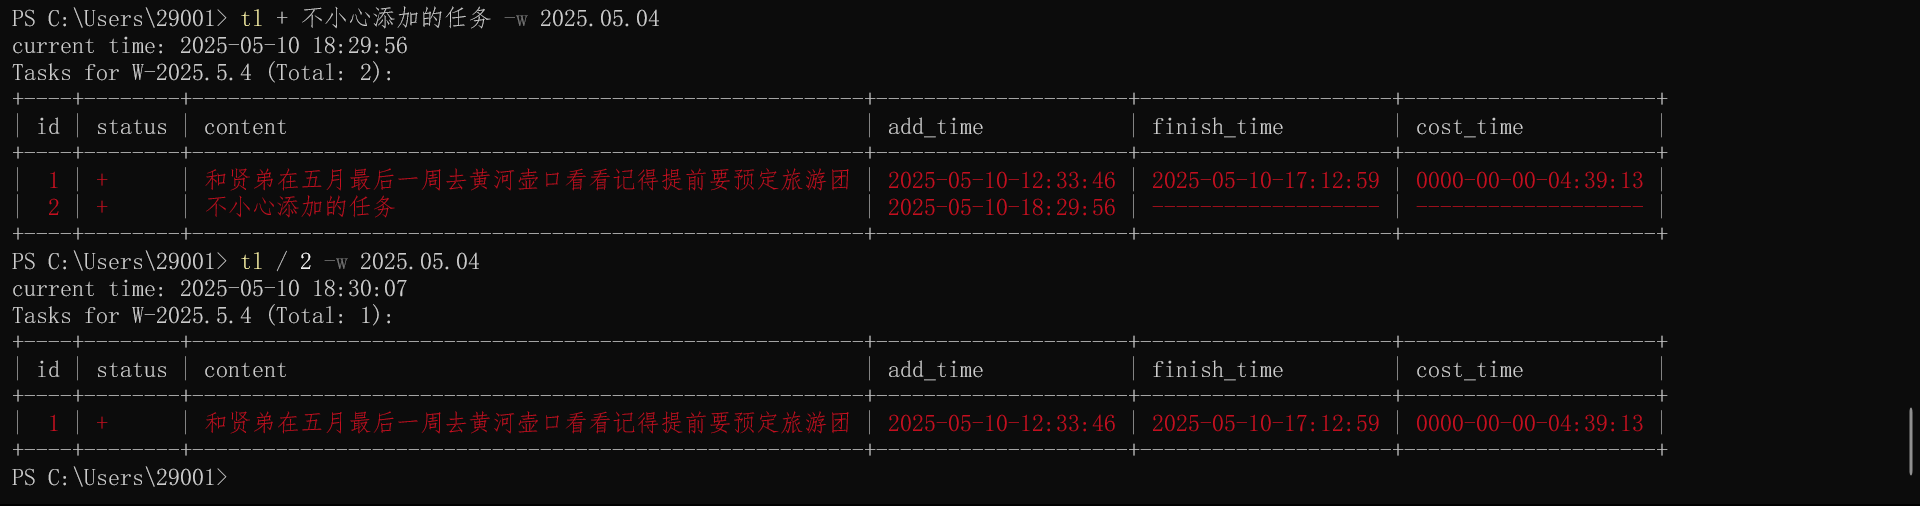 PS C:\Users\29001> tl + 不小心添加的任务 -w 2025.05.04
current time: 2025-05-10 18:29:56
Tasks for W-2025.5.4 (Total: 2):
+----+--------+--------------------------------------------------------+---------------------+---------------------+---------------------+
| id | status | content | add_time | finish_time | cost_time |
+----+--------+--------------------------------------------------------+---------------------+---------------------+---------------------+
| 1 | + | 和贤弟在五月最后一周去黄河壶口看看记得提前要预定旅游团 | 2025-05-10-12:33:46 | 2025-05-10-17:12:59 | 0000-00-00-04:39:13 |
| 2 | + | 不小心添加的任务 | 2025-05-10-18:29:56 | ------------------- | ------------------- |
+----+--------+--------------------------------------------------------+---------------------+---------------------+---------------------+
PS C:\Users\29001> tl / 2 -w 2025.05.04
current time: 2025-05-10 18:30:07
Tasks for W-2025.5.4 (Total: 1):
+----+--------+--------------------------------------------------------+---------------------+---------------------+---------------------+
| id | status | content | add_time | finish_time | cost_time |
+----+--------+--------------------------------------------------------+---------------------+---------------------+---------------------+
| 1 | + | 和贤弟在五月最后一周去黄河壶口看看记得提前要预定旅游团 | 2025-05-10-12:33:46 | 2025-05-10-17:12:59 | 0000-00-00-04:39:13 |
+----+--------+--------------------------------------------------------+---------------------+---------------------+---------------------+
PS C:\Users\29001>